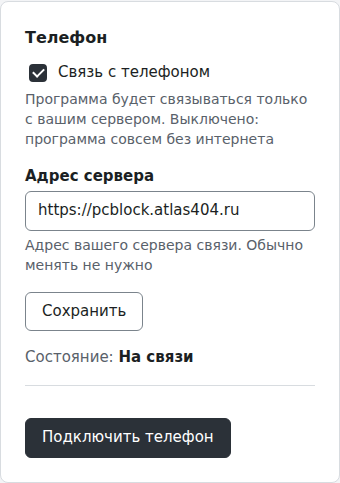 Телефон
Связь с телефоном
Программа будет связываться только
с вашим сервером. Выключено:
программа совсем без интернета
Адрес сервера
https://pcblock.atlas404.ru
Адрес вашего сервера связи. Обычно
менять не нужно
Сохранить
Состояние: На связи
Подключить телефон